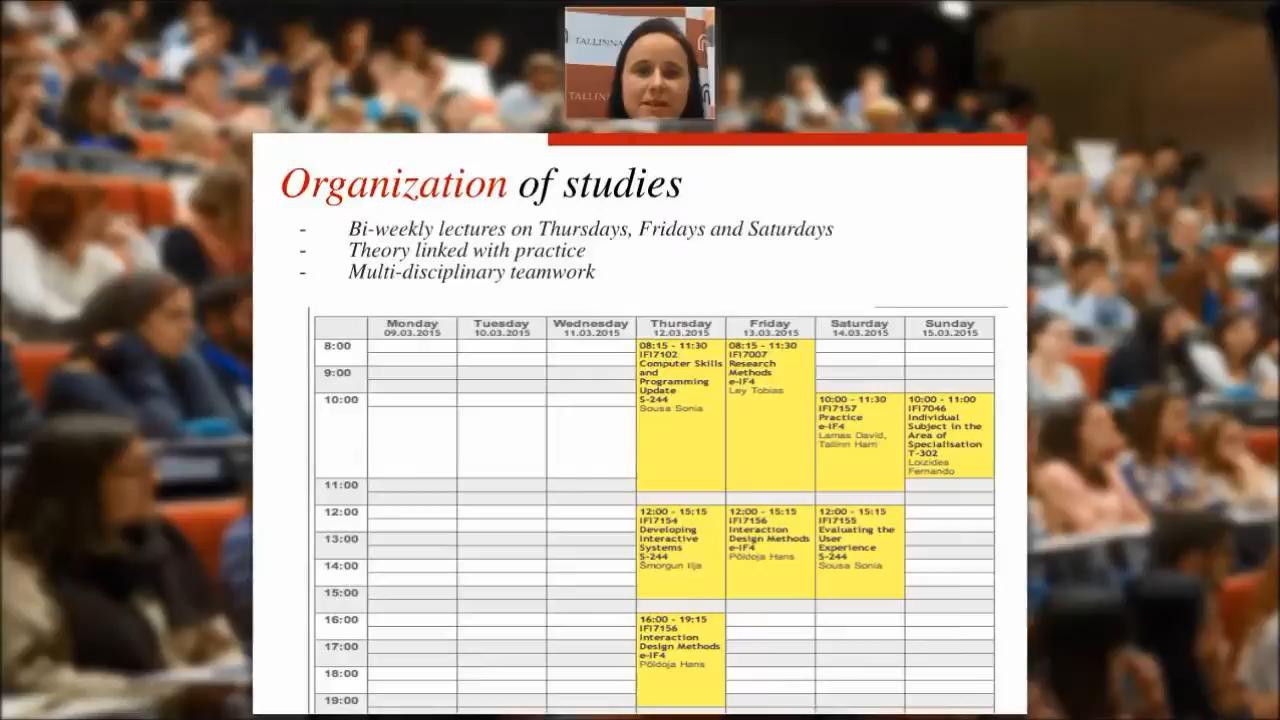 TALLINNA
TALLIN
Organization of studies
- Bi-weekly lectures on Thursdays, Fridays and Saturdays
- Theory linked with practice
- Multi-disciplinary teamwork
Monday Tuesday Wednesday Thursday Friday Saturday Sunday
09.03.2015 10.03.2015 11.03.2015 12.03.2015 13.03.2015 14.03.2015 15.03.2015
8:00
9:00
10:00
11:00
12:00
13:00
14:00
15:00
16:00
17:00
18:00
19:00
08:15 - 11:30
IFI7102
Computer Skills
and
Programming
Update
S-244
Sousa Sonia
12:00 - 15:15
IFI7154
Developing
Interactive
Systems
S-244
Šmorgun Ilja
16:00 - 19:15
IFI7156
Interaction
Design Methods
e-IF4
Põldoja Hans
08:15 - 11:30
IFI7007
Research
Methods
e-IF4
Ley Tobias
12:00 - 15:15
IFI7156
Interaction
Design Methods
e-IF4
Põldoja Hans
10:00 - 11:30
IFI7157
Practice
e-IF4
Lamas David,
Tallinn Ham
12:00 - 15:15
IFI7155
Evaluating the
User
Experience
S-244
Sousa Sonia
10:00 - 11:00
IFI7046
Individual
Subject in the
Area of
Specialisation
T-302
Loizides
Fernando